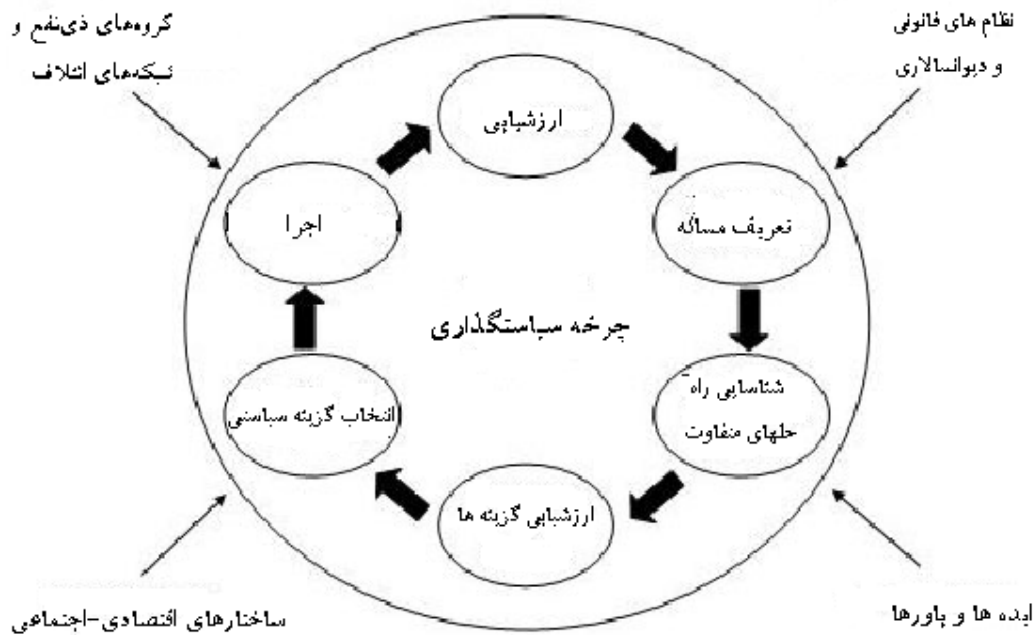 نظام های قانونی
و دیوانسالاری
گروه‌های ذی‌نفع و
شبکه‌های ائتلاف
ارزشیابی
تعریف مسأله
اجرا
چرخه سیاستگذاری
شناسایی راه
حلهای متفاوت
انتخاب گزینه سیاستی
ارزشیابی گزینه ها
ایده ها و باورها
ساختارهای اقتصادی-اجتماعی